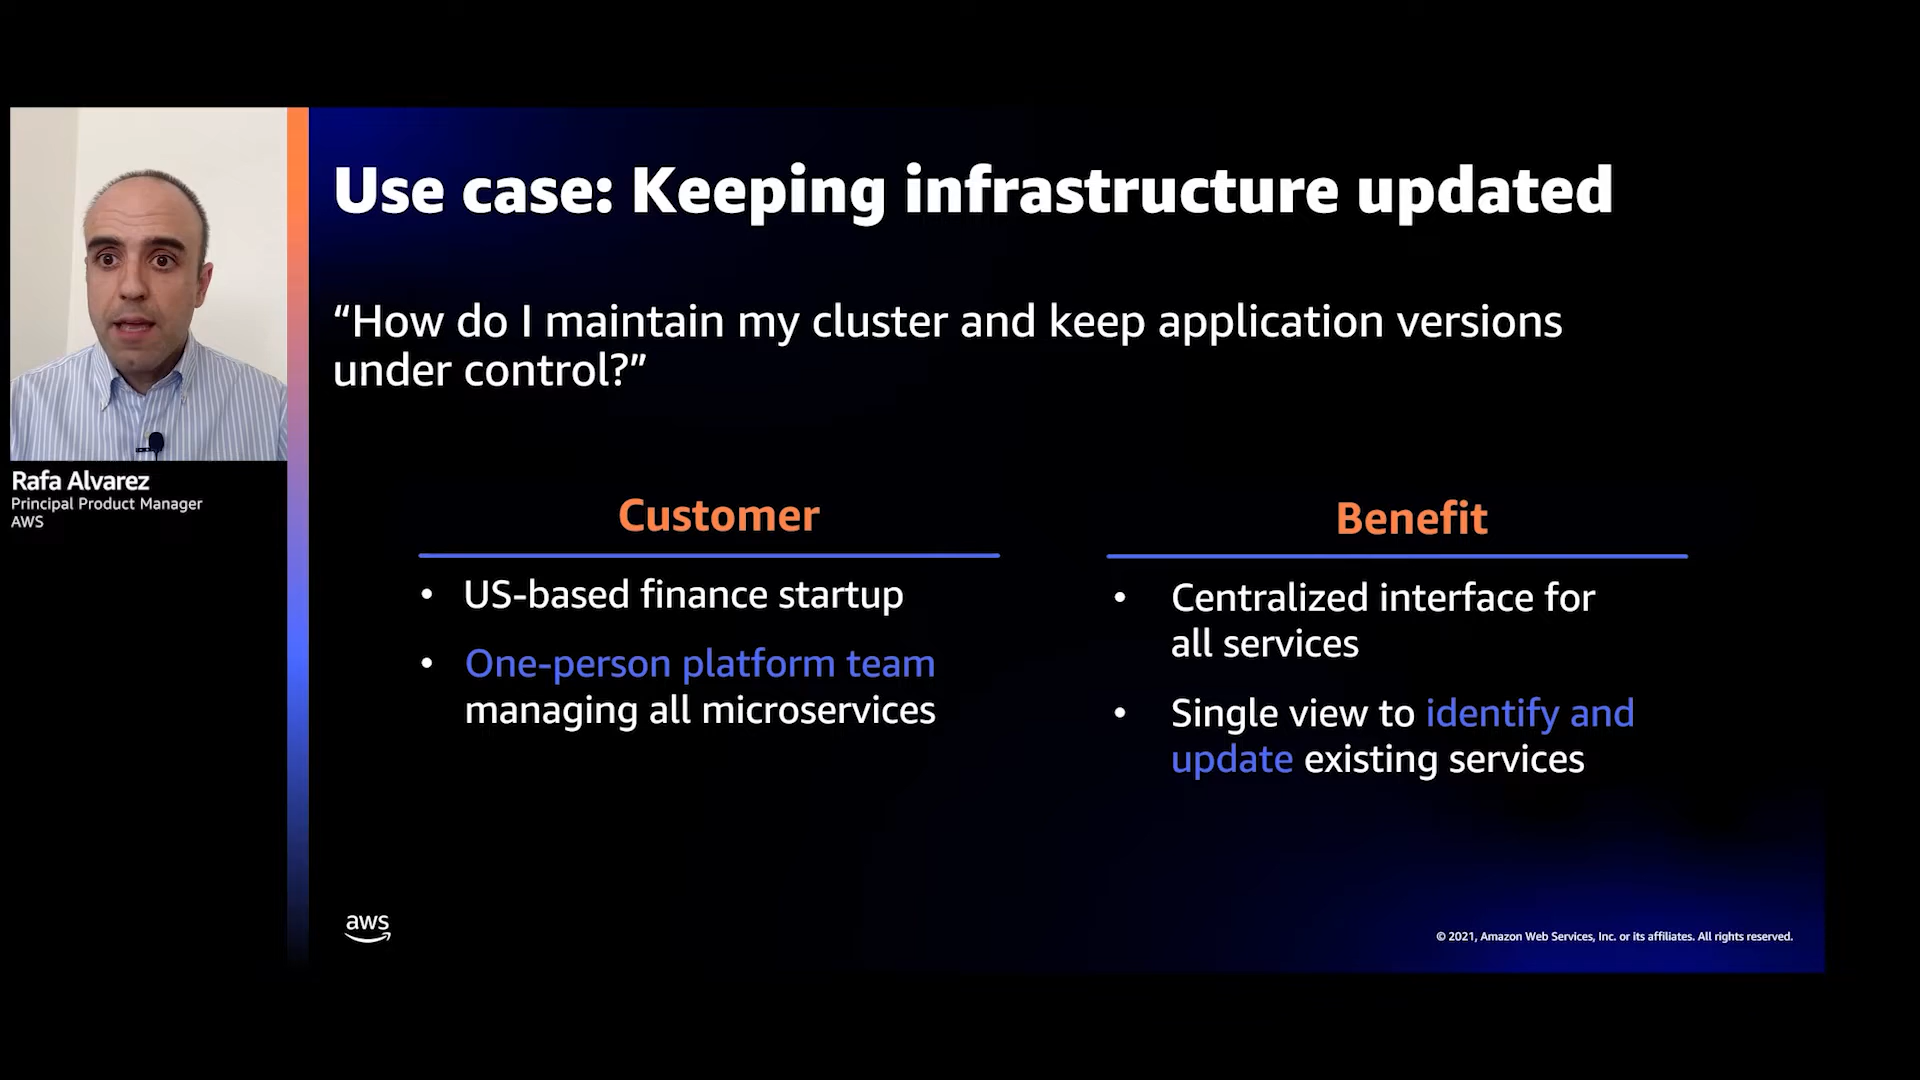 Use case: Keeping infrastructure updated
“How do I maintain my cluster and keep application versions
under control?”
Rafa Alvarez
Principal Product Manager
AWS
Customer
• US-based finance startup
• One-person platform team
managing all microservices
Benefit
• Centralized interface for
all services
• Single view to identify and
update existing services
aws
© 2021, Amazon Web Services, Inc. or its affiliates. All rights reserved.